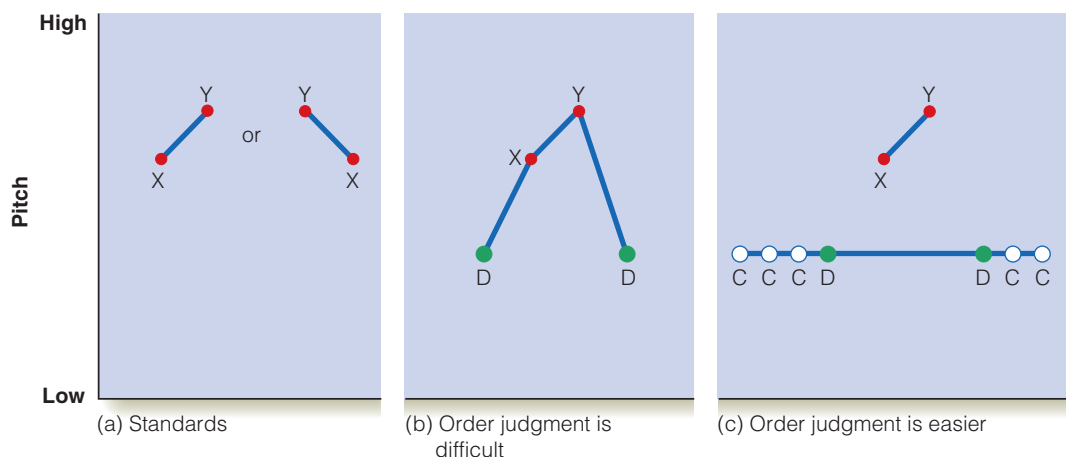 High
Pitch
Low
Y
X
or
Y
X
(a) Standards
Y
X
D
D
(b) Order judgment is
difficult
Y
X
C C C D D C C
(c) Order judgment is easier